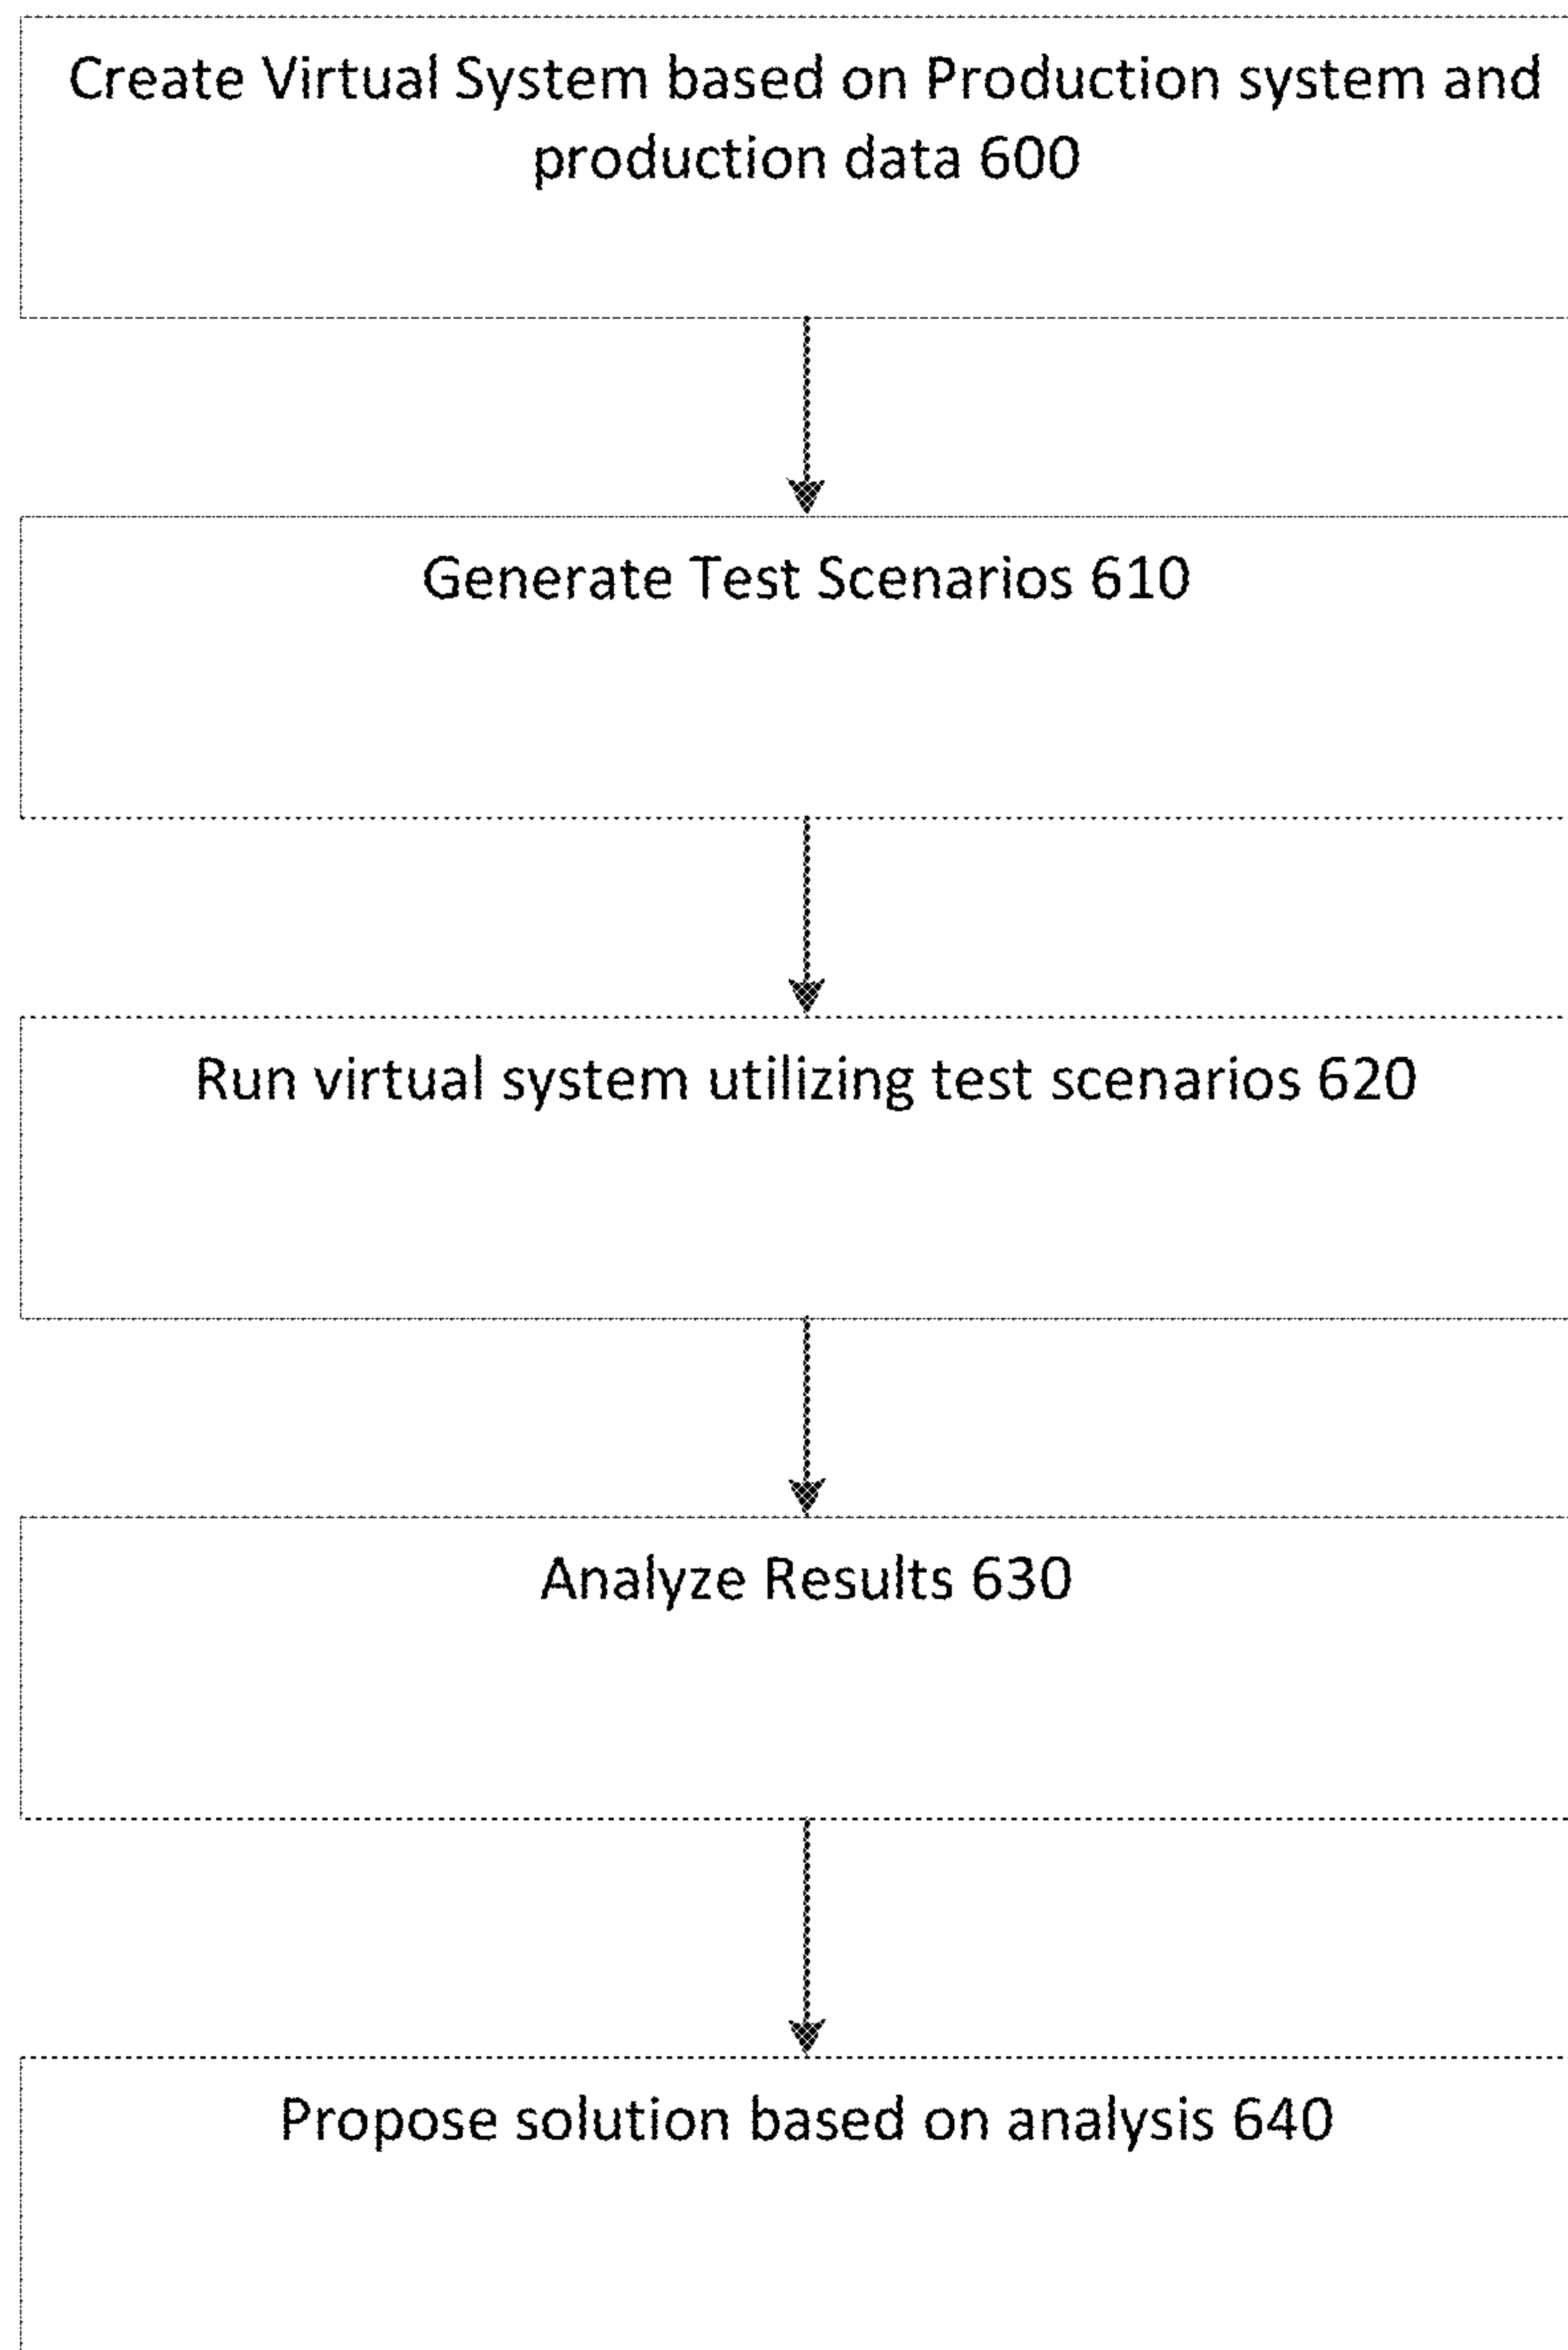 Create Virtual System based on Production system and
production data 600
Generate Test Scenarios 610
Run virtual system utilizing test scenarios 620
Analyze Results 630
Propose solution based on analysis 640